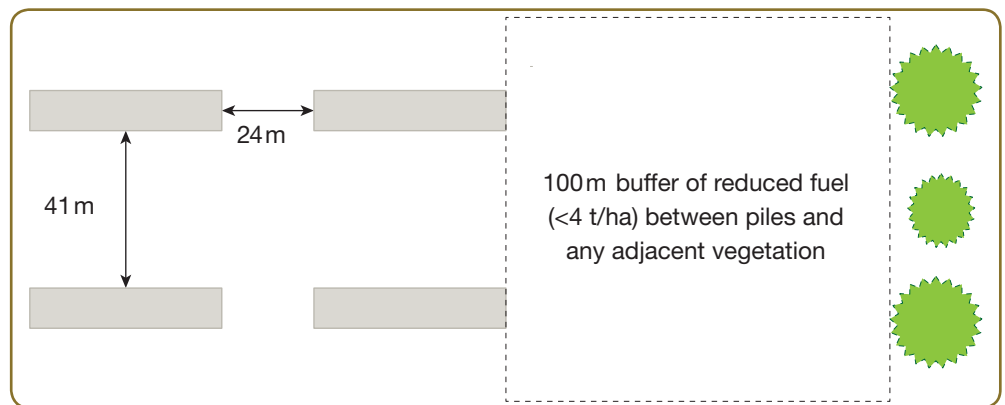 24 m
41 m
100 m buffer of reduced fuel
(<4 t/ha) between piles and
any adjacent vegetation